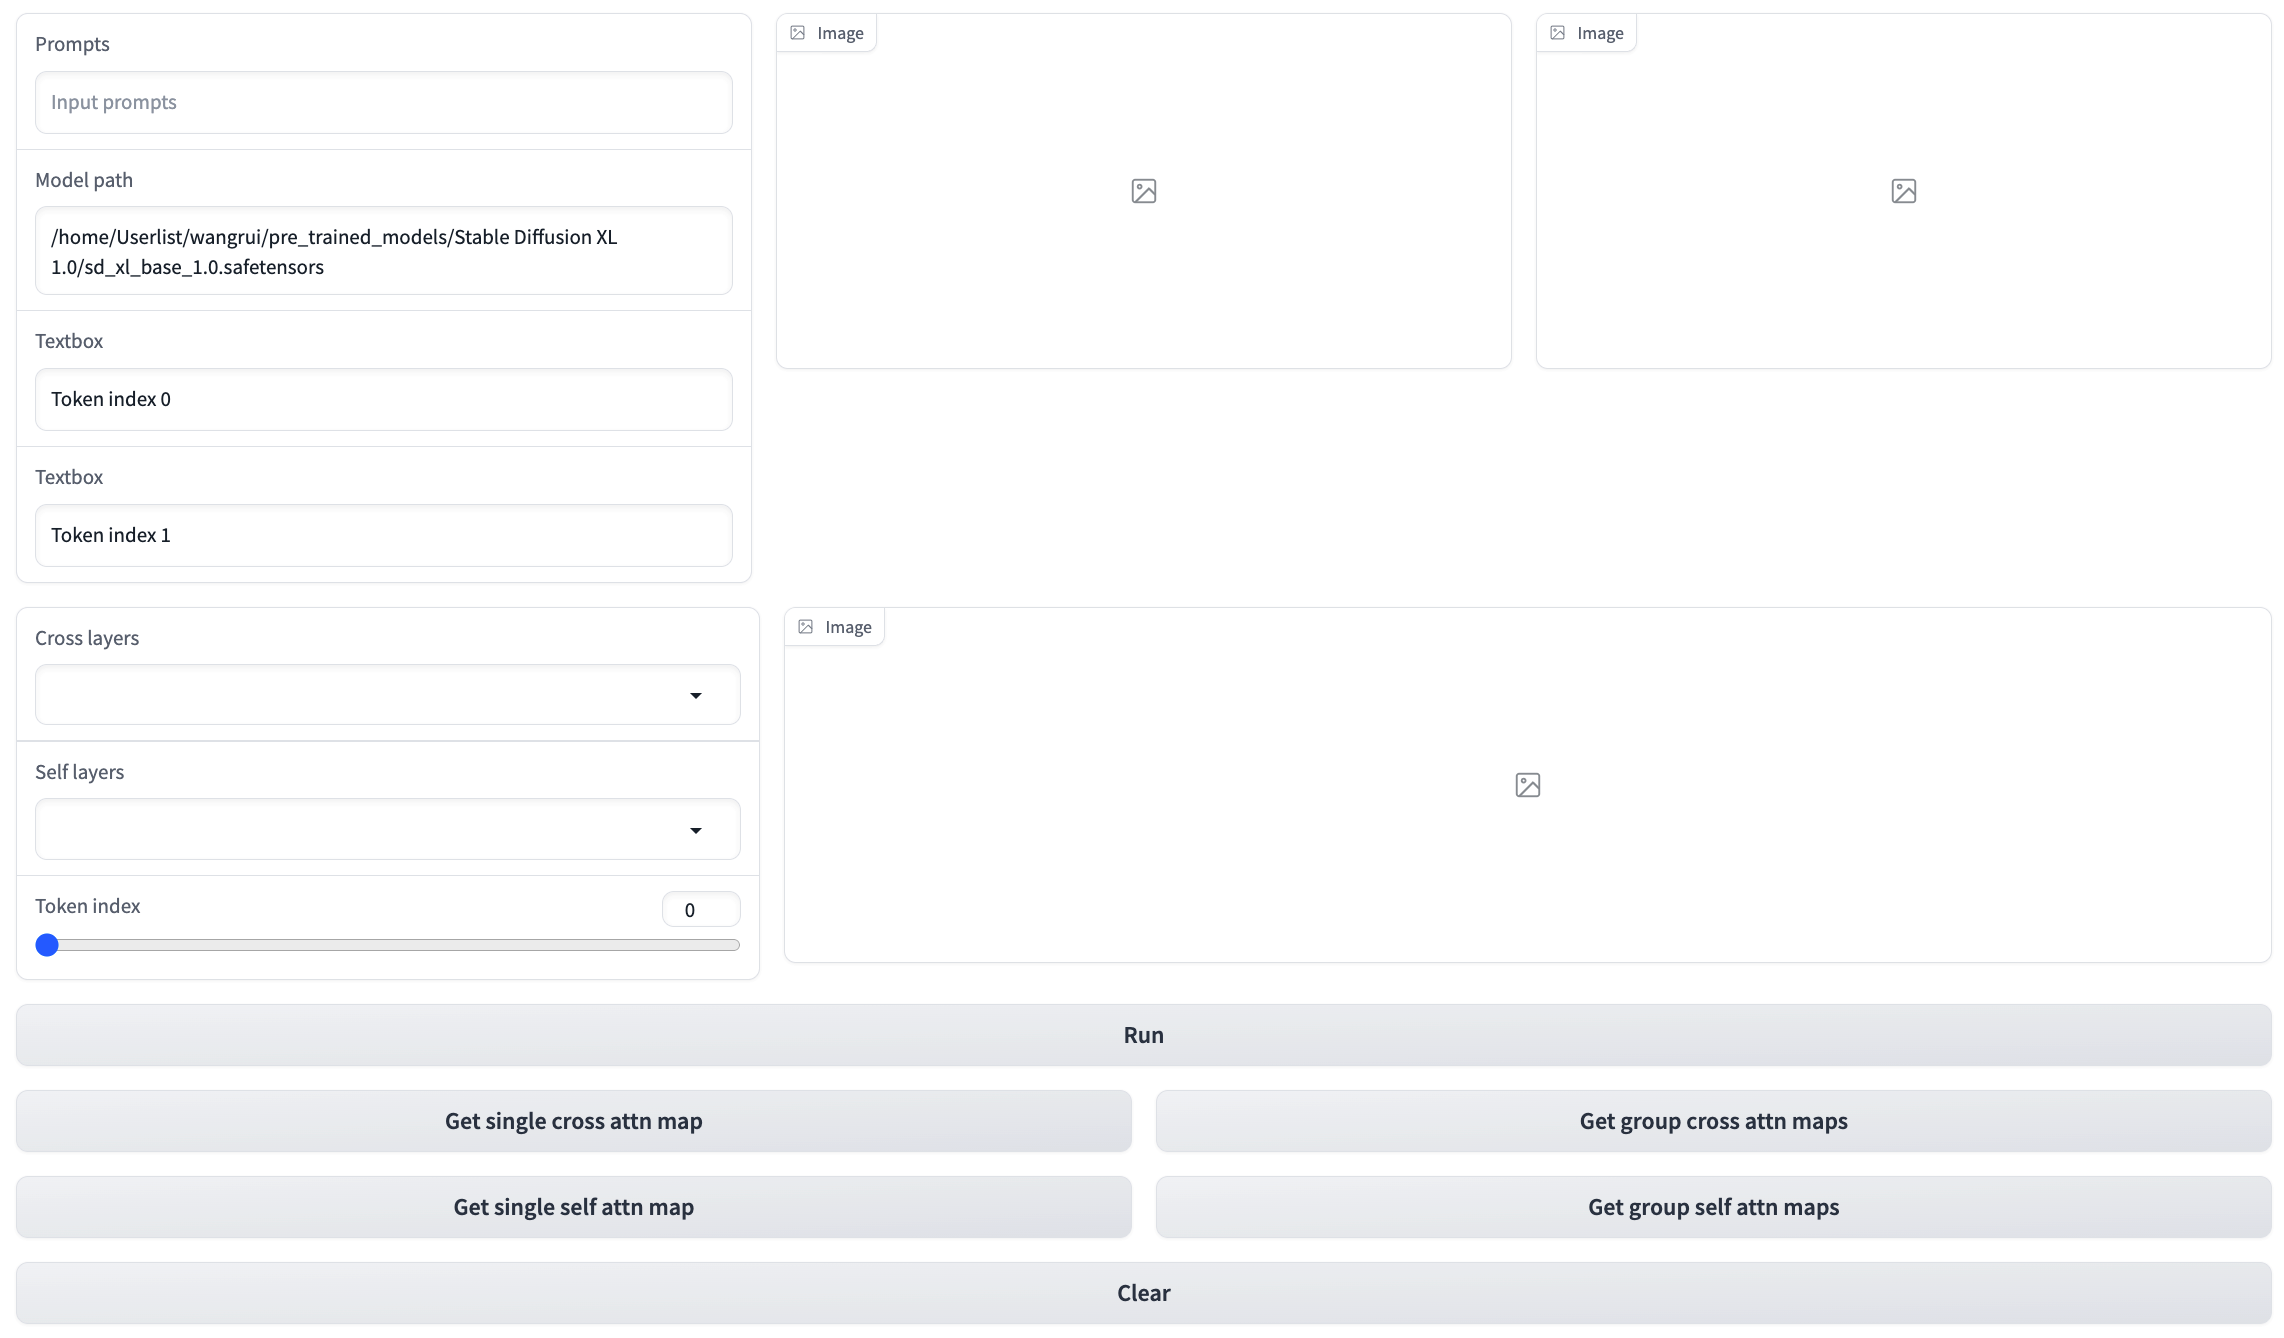 Prompts
Input prompts
Model path
/home/Userlist/wangrui/pre_trained_models/Stable Diffusion XL
1.0/sd_xl_base_1.0.safetensors
Textbox
Token index 0
Textbox
Token index 1
Image
Image
Cross layers
Self layers
Token index
0
Image
Run
Get single cross attn map
Get group cross attn maps
Get single self attn map
Get group self attn maps
Clear